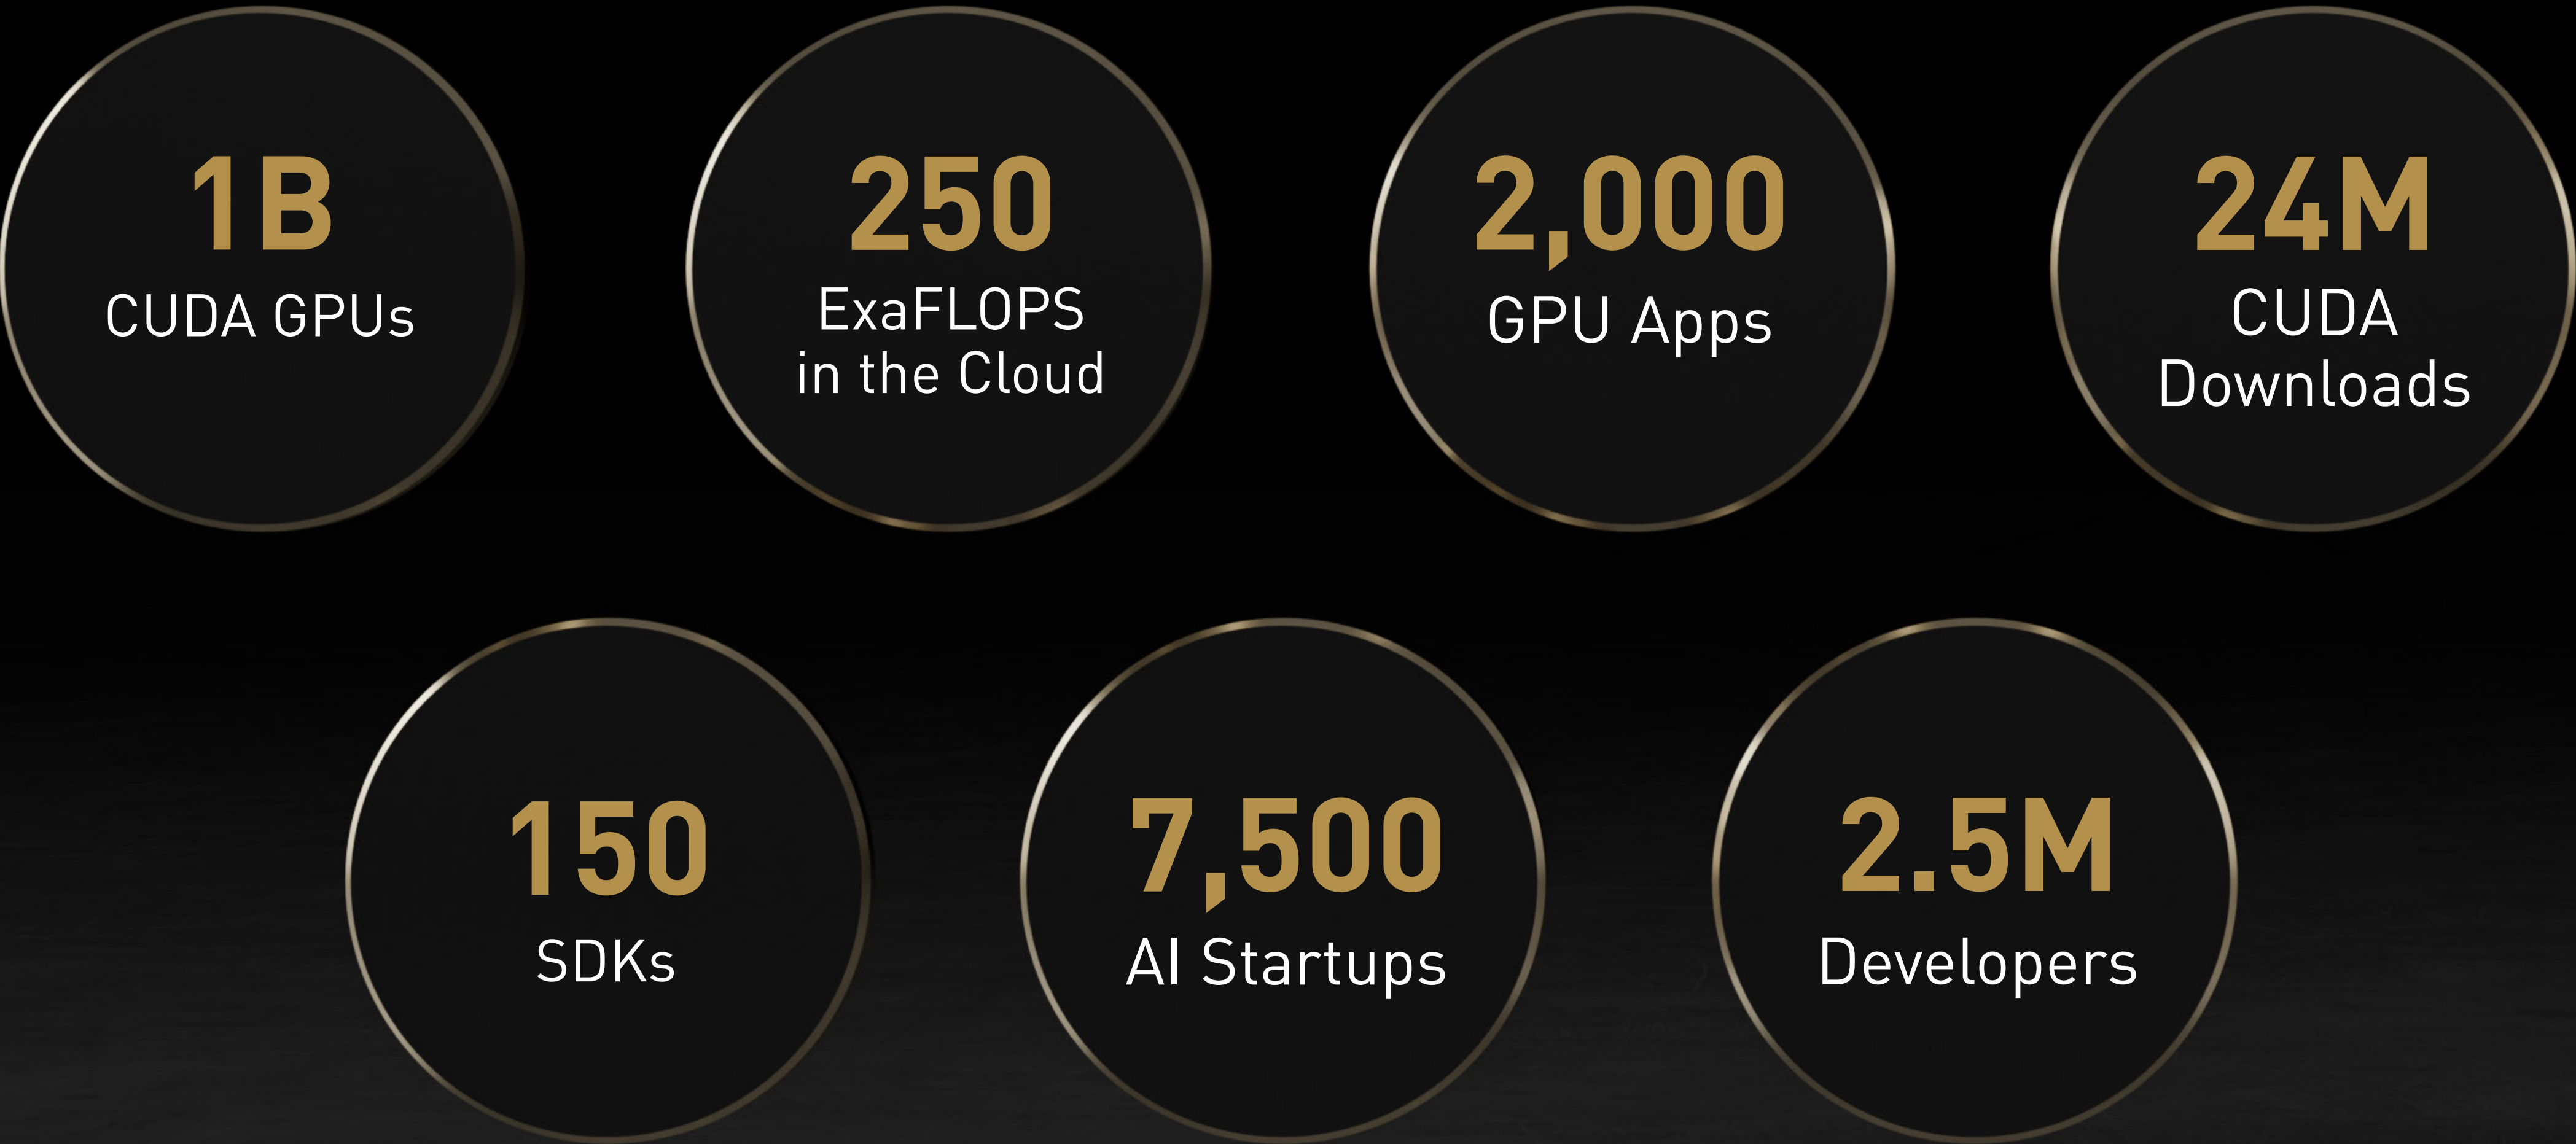 1B
CUDA GPUs
250
ExaFLOPS
in the Cloud
2,000
GPU Apps
24M
CUDA
Downloads
150
SDKs
7,500
AI Startups
2.5M
Developers